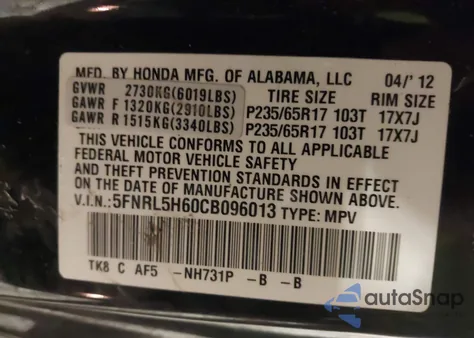 MFD. BY HONDA MFG. OF ALABAMA, LLC 04/'12
GVWR 2730KG(6019LBS) TIRE SIZE RIM SIZE
GAWR F 1320KG(2910LBS) P235/65R17 103T 17X7J
GAWR R 1515KG(3340LBS) P235/65R17 103T 17X7J
THIS VEHICLE CONFORMS TO ALL APPLICABLE
FEDERAL MOTOR VEHICLE SAFETY
AND THEFT PREVENTION STANDARDS IN EFFECT
ON THE DATE OF MANUFACTURE SHOWN ABOVE.
V.I.N.:5FNRL5H60CB096013 TYPE: MPV
TK8 C AF5 -NH731P -B -B
autaSnap